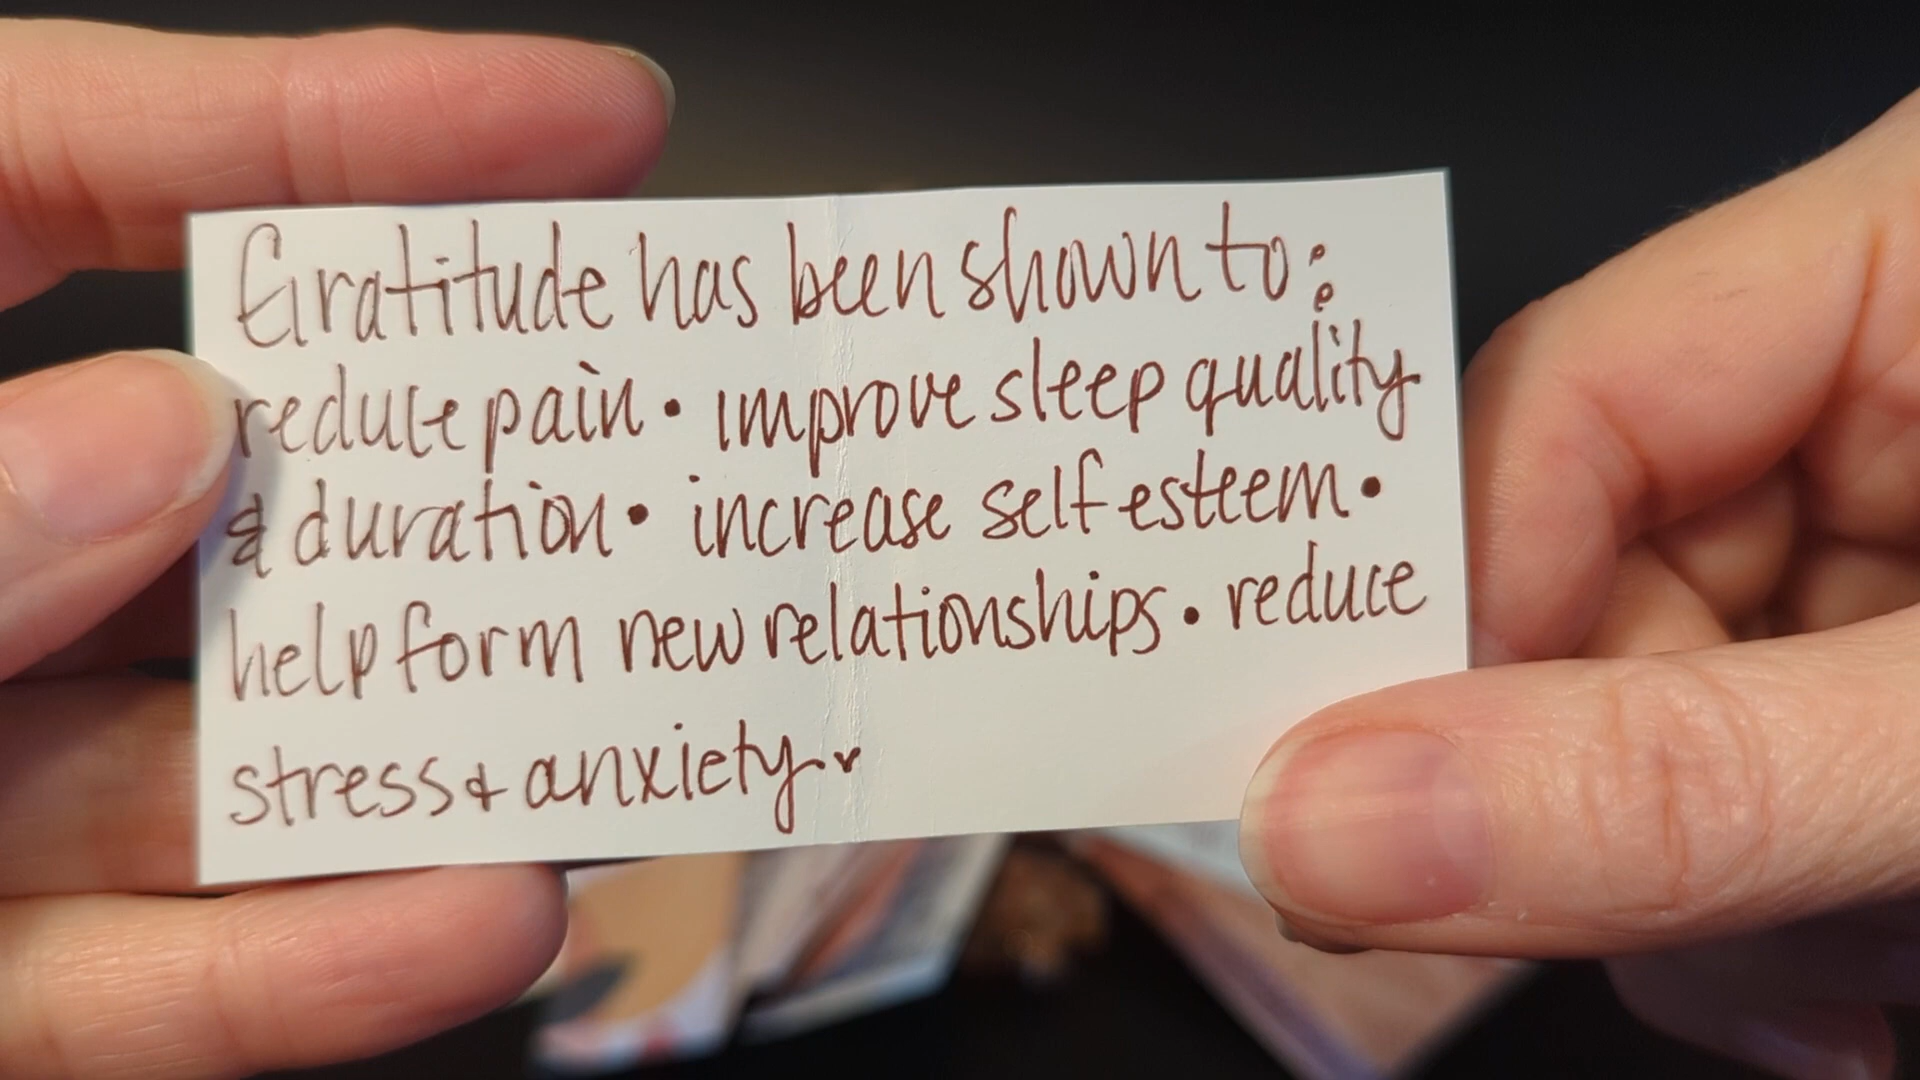 Gratitude has been shown to:
reduce pain • improve sleep quality
& duration • increase self esteem •
help form new relationships • reduce
stress & anxiety.